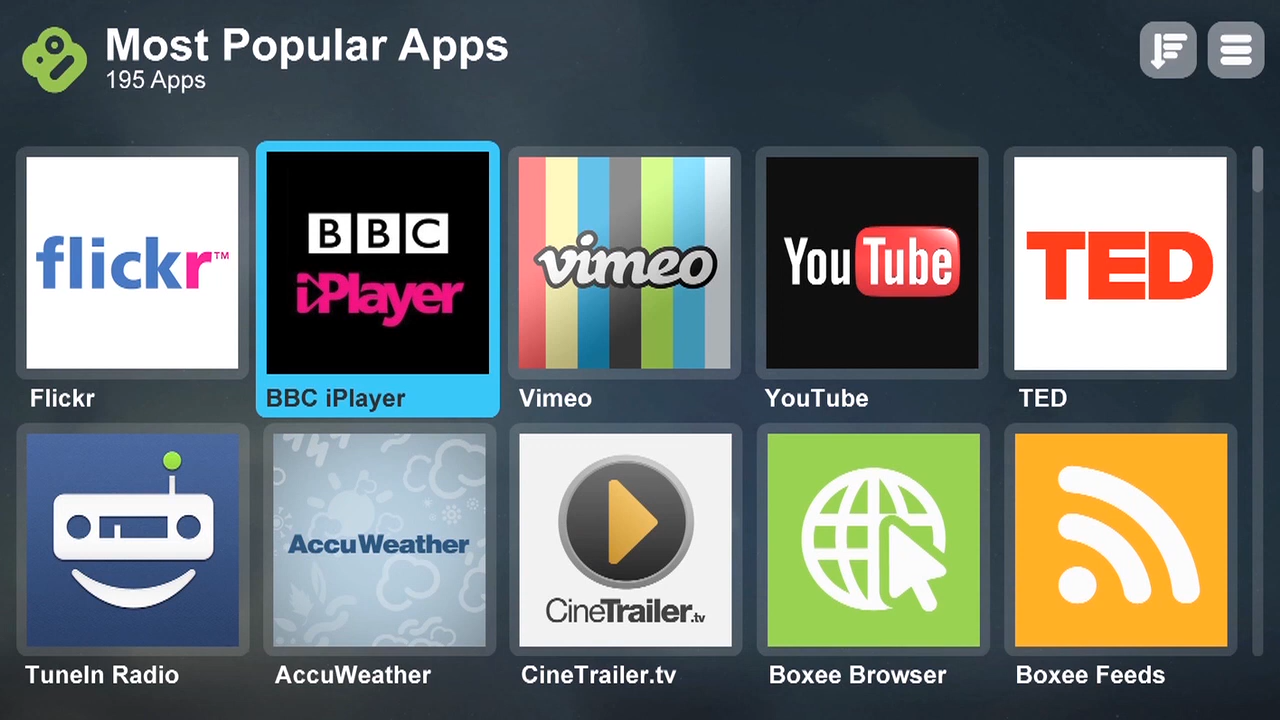 Most Popular Apps
195 Apps
flickr™
BBC
iPlayer
vimeo
YouTube
TED
Flickr
BBC iPlayer
Vimeo
YouTube
TED
AccuWeather
CineTrailer.tv
TuneIn Radio
AccuWeather
CineTrailer.tv
Boxee Browser
Boxee Feeds